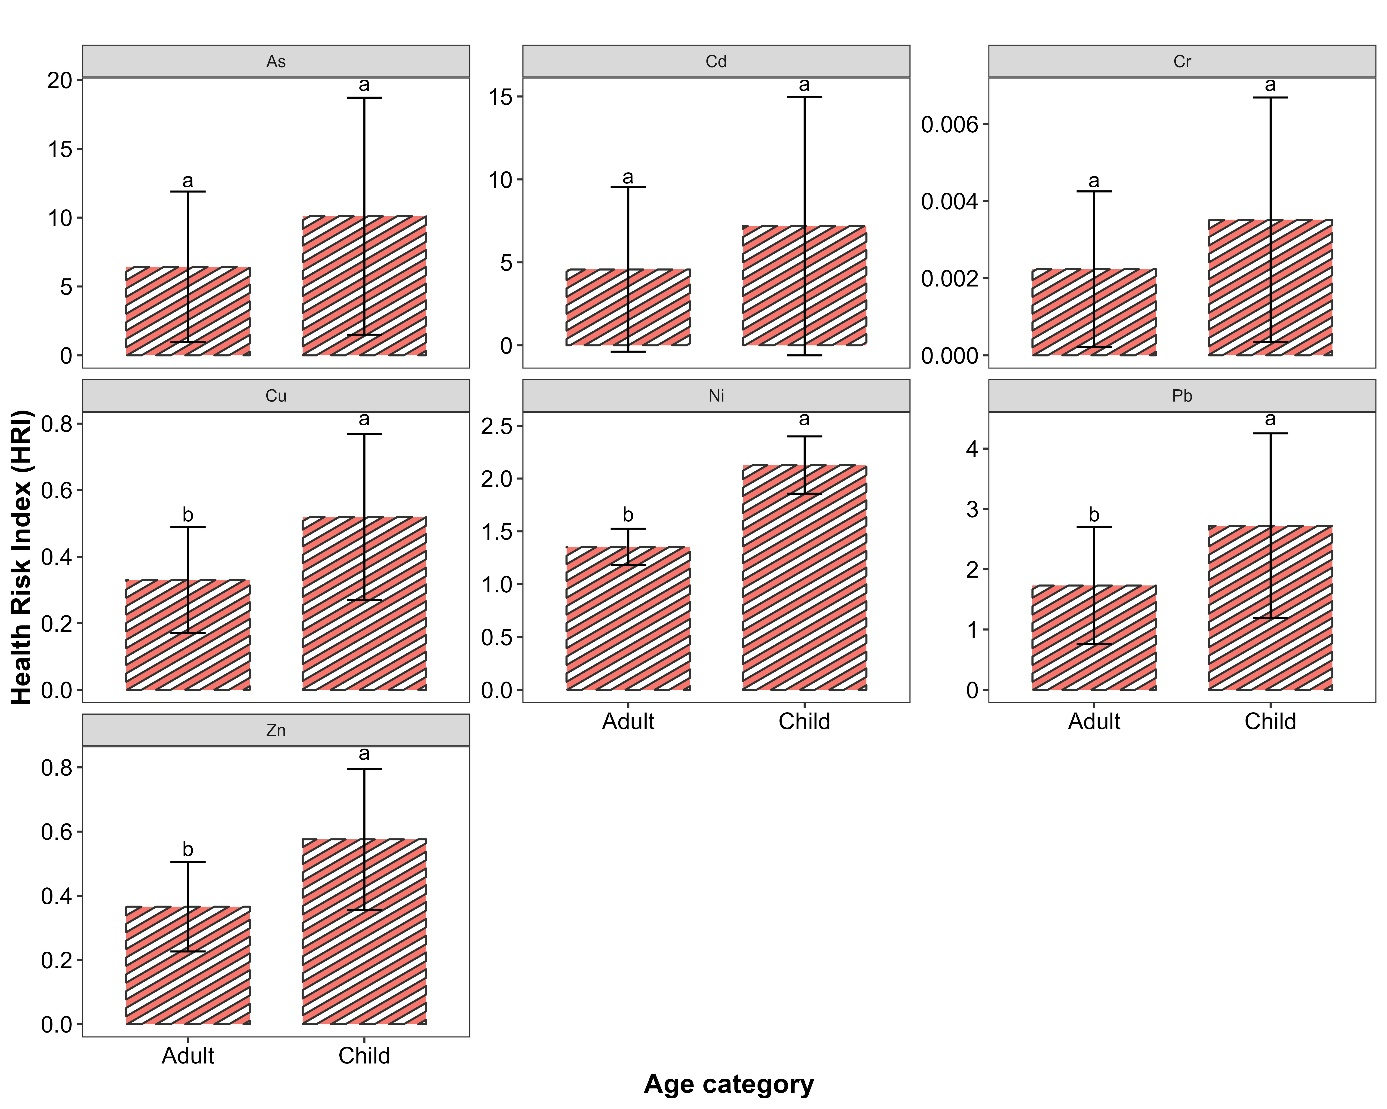 As Cd Cr
20
15
10
5
0
a
a
15
10
5
0
a
a
0.006
0.004
0.002
0.000
a
a
Cu Ni Pb
0.8
0.6
0.4
0.2
0.0
b
a
2.5
2.0
1.5
1.0
0.5
0.0
b
a
4
3
2
1
0
b
a
Adult Child Adult Child
Zn
0.8
0.6
0.4
0.2
0.0
b
a
Adult Child
Health Risk Index (HRI)
Age category